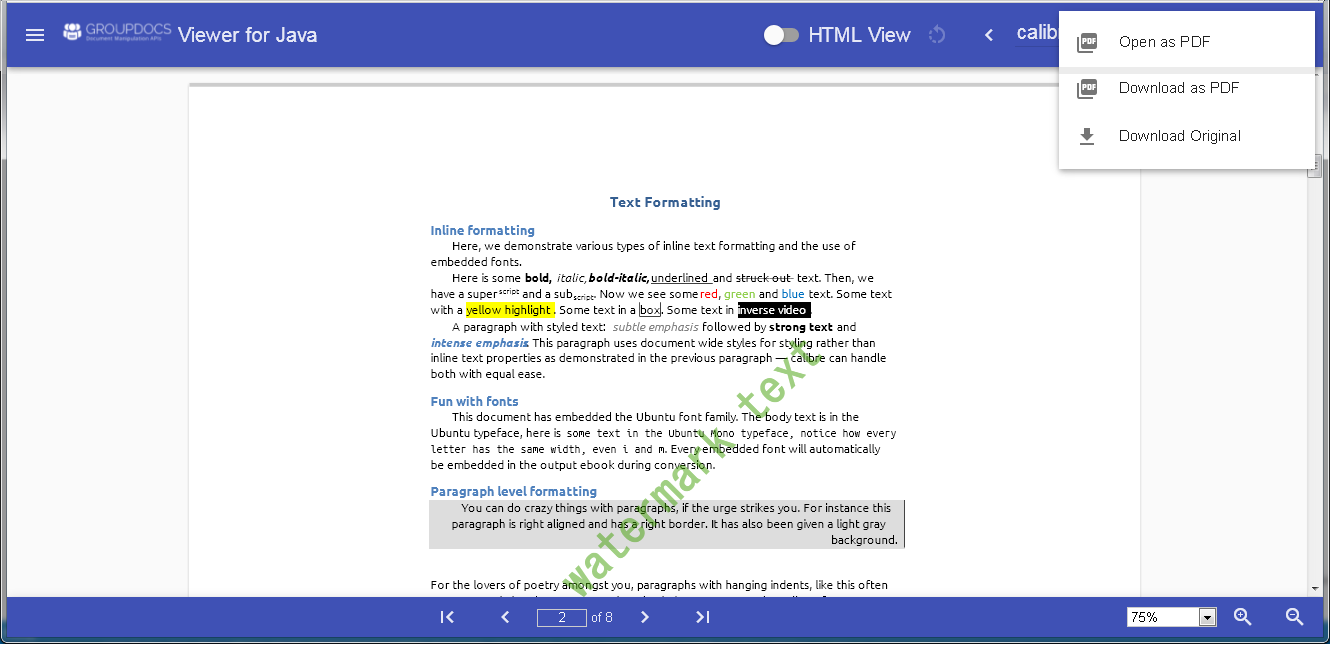 GROUPDOCS
Document Manipulation APIs
Viewer for Java
HTML View
calib
Open as PDF
Download as PDF
Download Original
Text Formatting
Inline formatting
Here, we demonstrate various types of inline text formatting and the use of
embedded fonts.
Here is some bold, italic, bold-italic, underlined and struck out text. Then, we
have a super script and a sub script. Now we see some red, green and blue text. Some text
with a yellow highlight . Some text in a box. Some text in inverse video .
A paragraph with styled text: subtle emphasis followed by strong text and
intense emphasis. This paragraph uses document wide styles for styling rather than
inline text properties as demonstrated in the previous paragraph — calibre can handle
both with equal ease.
Fun with fonts
This document has embedded the Ubuntu font family. The body text is in the
Ubuntu typeface, here is some text in the Ubuntu Mono typeface, notice how every
letter has the same width, even i and m. Every embedded font will automatically
be embedded in the output ebook during conversion.
Paragraph level formatting
You can do crazy things with paragraphs, if the urge strikes you. For instance this
paragraph is right aligned and has a right border. It has also been given a light gray
background.
For the lovers of poetry amongst you, paragraphs with hanging indents, like this often
watermark text
2 of 8
75%